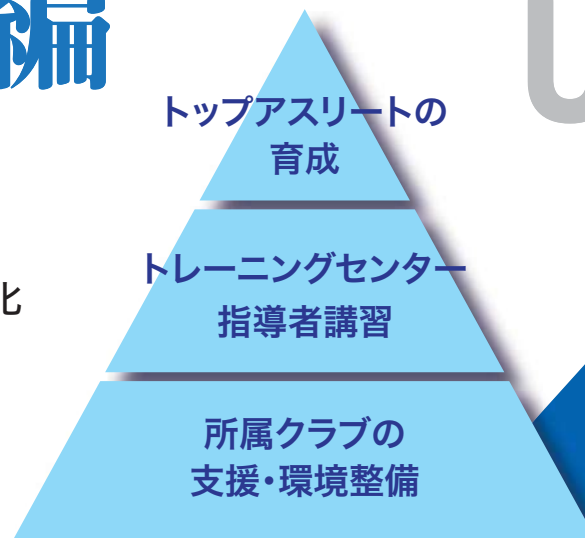 編
トップアスリートの
育成
化
トレーニングセンター
指導者講習
所属クラブの
支援・環境整備